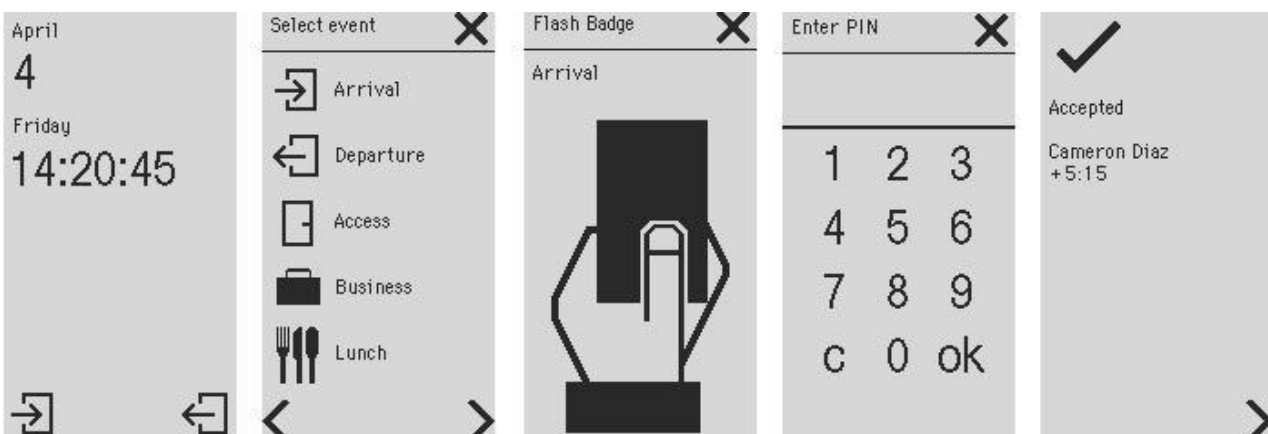 April
4
Friday
14:20:45
Select event
Arrival
Departure
Access
Business
Lunch
Flash Badge
Arrival
Enter PIN
1 2 3
4 5 6
7 8 9
c 0 ok
Accepted
Cameron Diaz
+5:15